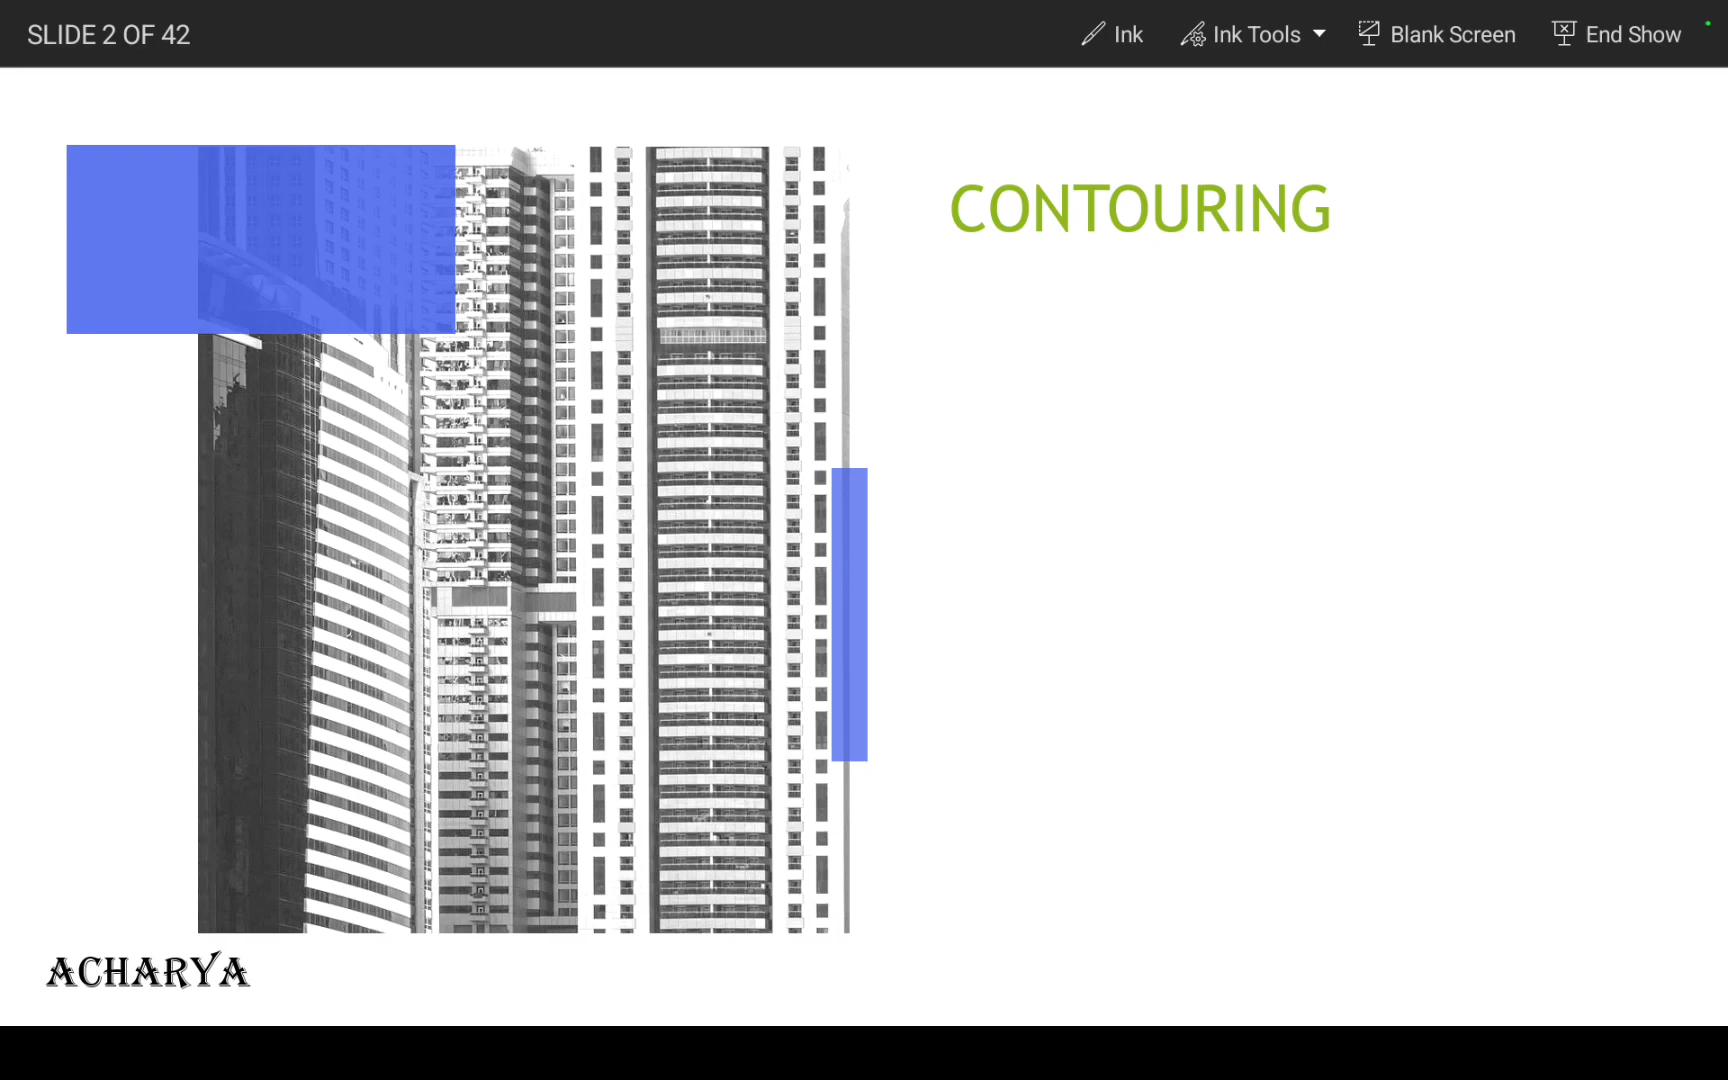 SLIDE 2 OF 42
Ink
Ink Tools
Blank Screen
End Show
CONTOURING
ACHARYA